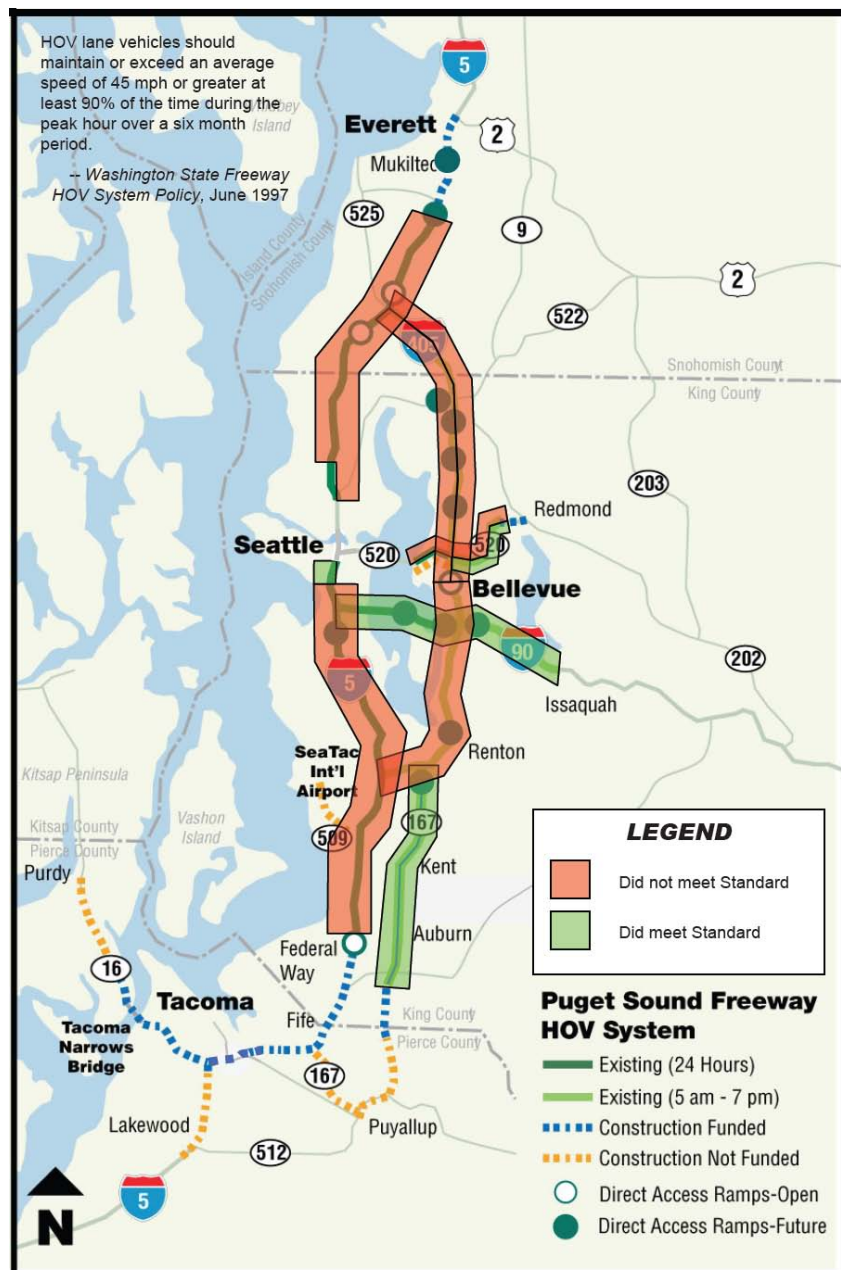 HOV lane vehicles should
maintain or exceed an average
speed of 45 mph or greater at
least 90% of the time during the
peak hour over a six month
period.
-- Washington State Freeway
HOV System Policy, June 1997
Island
5
Everett
2
Mukilteo
525
9
Island County
Snohomish Count
2
522
405
Snohomish County
King County
203
Redmond
Seattle
520
520
Bellevue
90
202
5
Issaquah
SeaTac
Int'l
Airport
Renton
Kitsap Peninsula
Vashon
Island
Kitsap County
Pierce County
509
167
Purdy
Kent
Auburn
LEGEND
Did not meet Standard
Did meet Standard
16
Federal
Way
Tacoma
Fife
King County
Pierce County
Tacoma
Narrows
Bridge
167
Lakewood
Puyallup
512
5
N
Puget Sound Freeway
HOV System
Existing (24 Hours)
Existing (5 am - 7 pm)
Construction Funded
Construction Not Funded
Direct Access Ramps-Open
Direct Access Ramps-Future